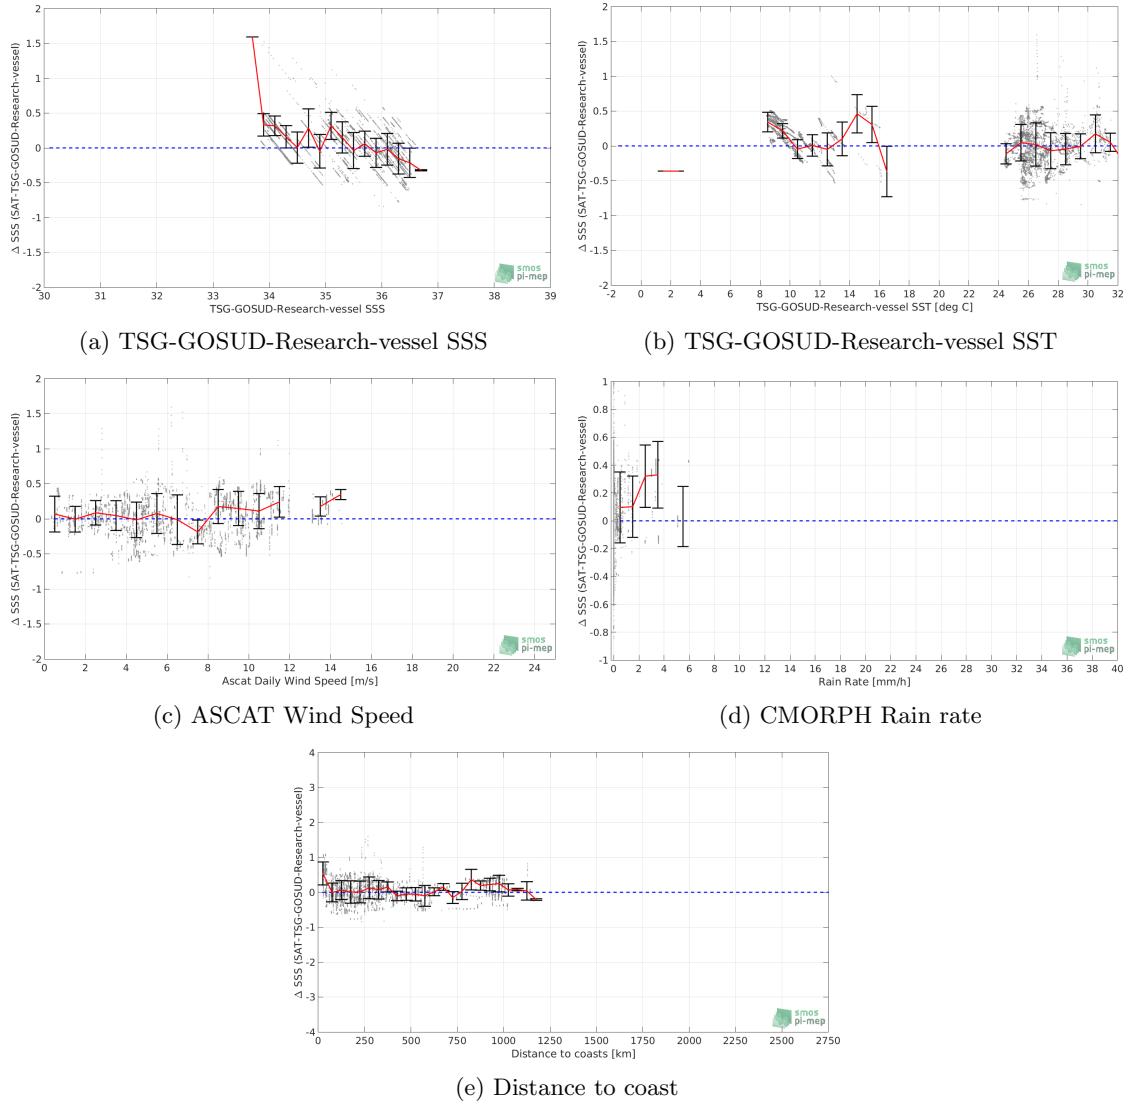 Δ SSS (SAT-TSG-GOSUD-Research-vessel)
2
1.5
1
0.5
0
-0.5
-1
-1.5
-2
30 31 32 33 34 35 36 37 38 39
TSG-GOSUD-Research-vessel SSS
smos
pi-mep
(a) TSG-GOSUD-Research-vessel SSS
Δ SSS (SAT-TSG-GOSUD-Research-vessel)
2
1.5
1
0.5
0
-0.5
-1
-1.5
-2
-2 0 2 4 6 8 10 12 14 16 18 20 22 24 26 28 30 32
TSG-GOSUD-Research-vessel SST [deg C]
smos
pi-mep
(b) TSG-GOSUD-Research-vessel SST
Δ SSS (SAT-TSG-GOSUD-Research-vessel)
2
1.5
1
0.5
0
-0.5
-1
-1.5
-2
0 2 4 6 8 10 12 14 16 18 20 22 24
Ascat Daily Wind Speed [m/s]
smos
pi-mep
(c) ASCAT Wind Speed
Δ SSS (SAT-TSG-GOSUD-Research-vessel)
1
0.8
0.6
0.4
0.2
0
-0.2
-0.4
-0.6
-0.8
-1
0 2 4 6 8 10 12 14 16 18 20 22 24 26 28 30 32 34 36 38 40
Rain Rate [mm/h]
smos
pi-mep
(d) CMORPH Rain rate
Δ SSS (SAT-TSG-GOSUD-Research-vessel)
4
3
2
1
0
-1
-2
-3
-4
0 250 500 750 1000 1250 1500 1750 2000 2250 2500 2750
Distance to coasts [km]
smos
pi-mep
(e) Distance to coast